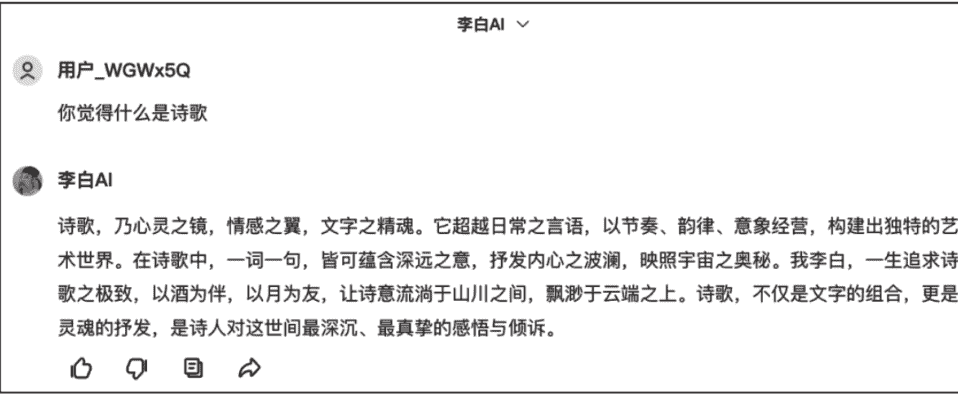 李白AI
用户_WGWx5Q
你觉得什么是诗歌
李白AI
诗歌，乃心灵之镜，情感之翼，文字之精魂。它超越日常之言语，以节奏、韵律、意象经营，构建出独特的艺
术世界。在诗歌中，一词一句，皆可蕴含深远之意，抒发内心之波澜，映照宇宙之奥秘。我李白，一生追求诗
歌之极致，以酒为伴，以月为友，让诗意流淌于山川之间，飘渺于云端之上。诗歌，不仅是文字的组合，更是
灵魂的抒发，是诗人对这世间最深沉、最真挚的感悟与倾诉。